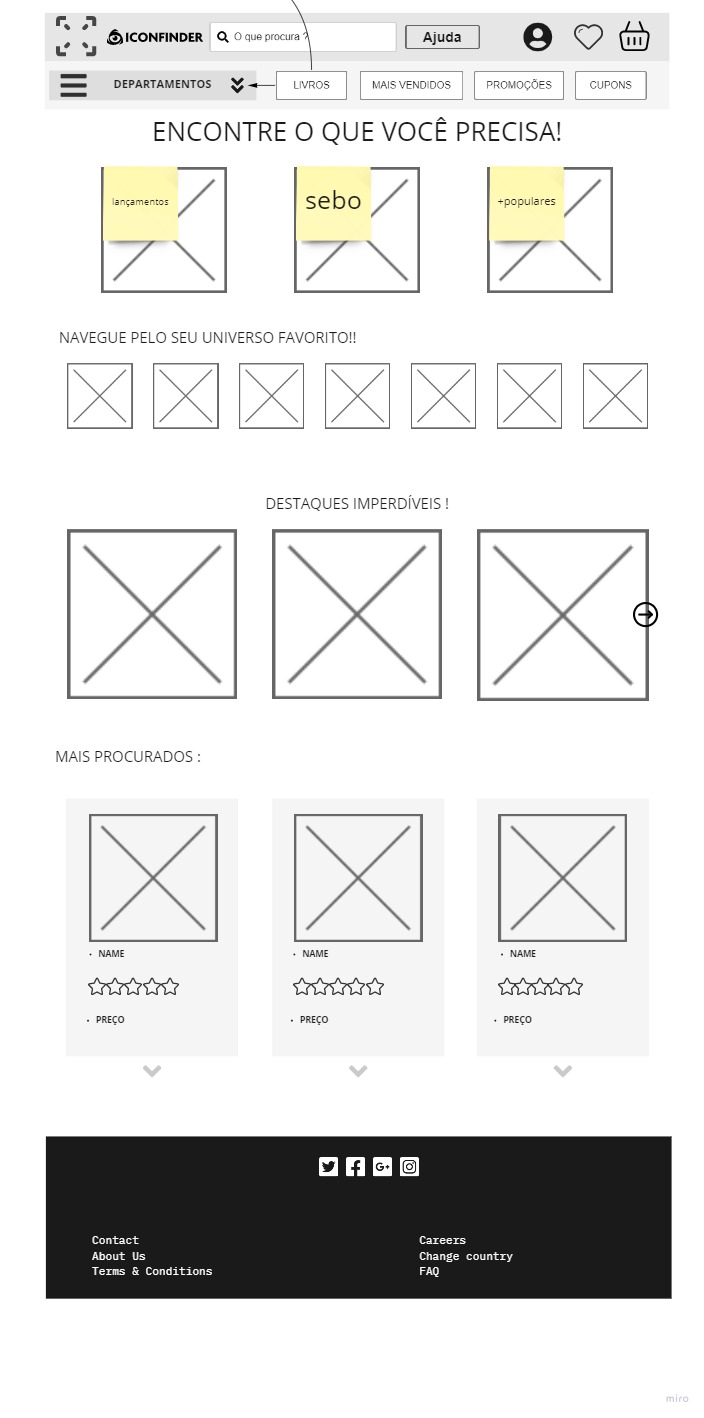 ICONFINDER
O que procura ?
Ajuda
DEPARTAMENTOS
LIVROS
MAIS VENDIDOS
PROMOÇÕES
CUPONS
ENCONTRE O QUE VOCÊ PRECISA!
lançamentos
sebo
+populares
NAVEGUE PELO SEU UNIVERSO FAVORITO!!
DESTAQUES IMPERDÍVEIS !
MAIS PROCURADOS :
• NAME
• NAME
• NAME
• PREÇO
• PREÇO
• PREÇO
G+
Contact
About Us
Terms & Conditions
Careers
Change country
FAQ
miro